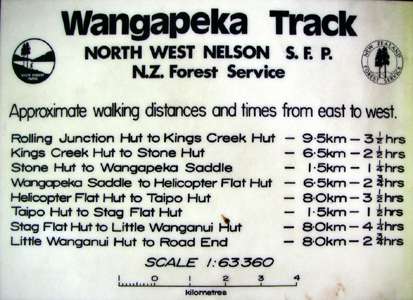 Wangapeka Track
NORTH WEST NELSON S. F. P.
N.Z. Forest Service
NEW ZEALAND FOREST SERVICE
Approximate walking distances and times from east to west.
Rolling Junction Hut to Kings Creek Hut – 9·5km – 3½hrs
Kings Creek Hut to Stone Hut – 6·5km – 2½hrs
Stone Hut to Wangapeka Saddle – 1·5km – 1¼hrs
Wangapeka Saddle to Helicopter Flat Hut – 6·5km – 2¾hrs
Helicopter Flat Hut to Taipo Hut – 8·0km – 3½hrs
Taipo Hut to Stag Flat Hut – 1·5km – 1½hrs
Stag Flat Hut to Little Wanganui Hut – 8·0km – 4¼hrs
Little Wanganui Hut to Road End – 8·0km – 2¾hrs
SCALE 1:63360
1 0 1 2 3 4
kilometres